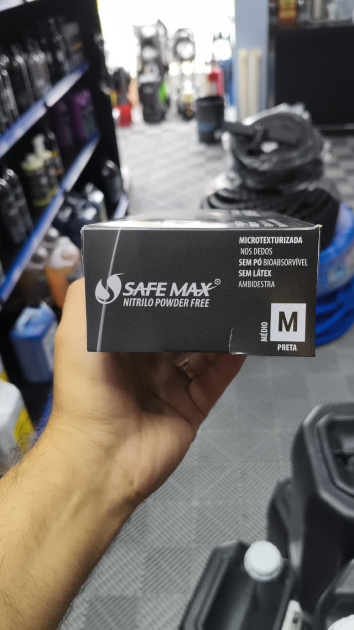 MICROTEXTURIZADA
NOS DEDOS
SEM PÓ BIOABSORVÍVEL
SEM LÁTEX
AMBIDESTRA
SAFE MAX®
NITRILO POWDER FREE
MÉDIO
M
PRETA